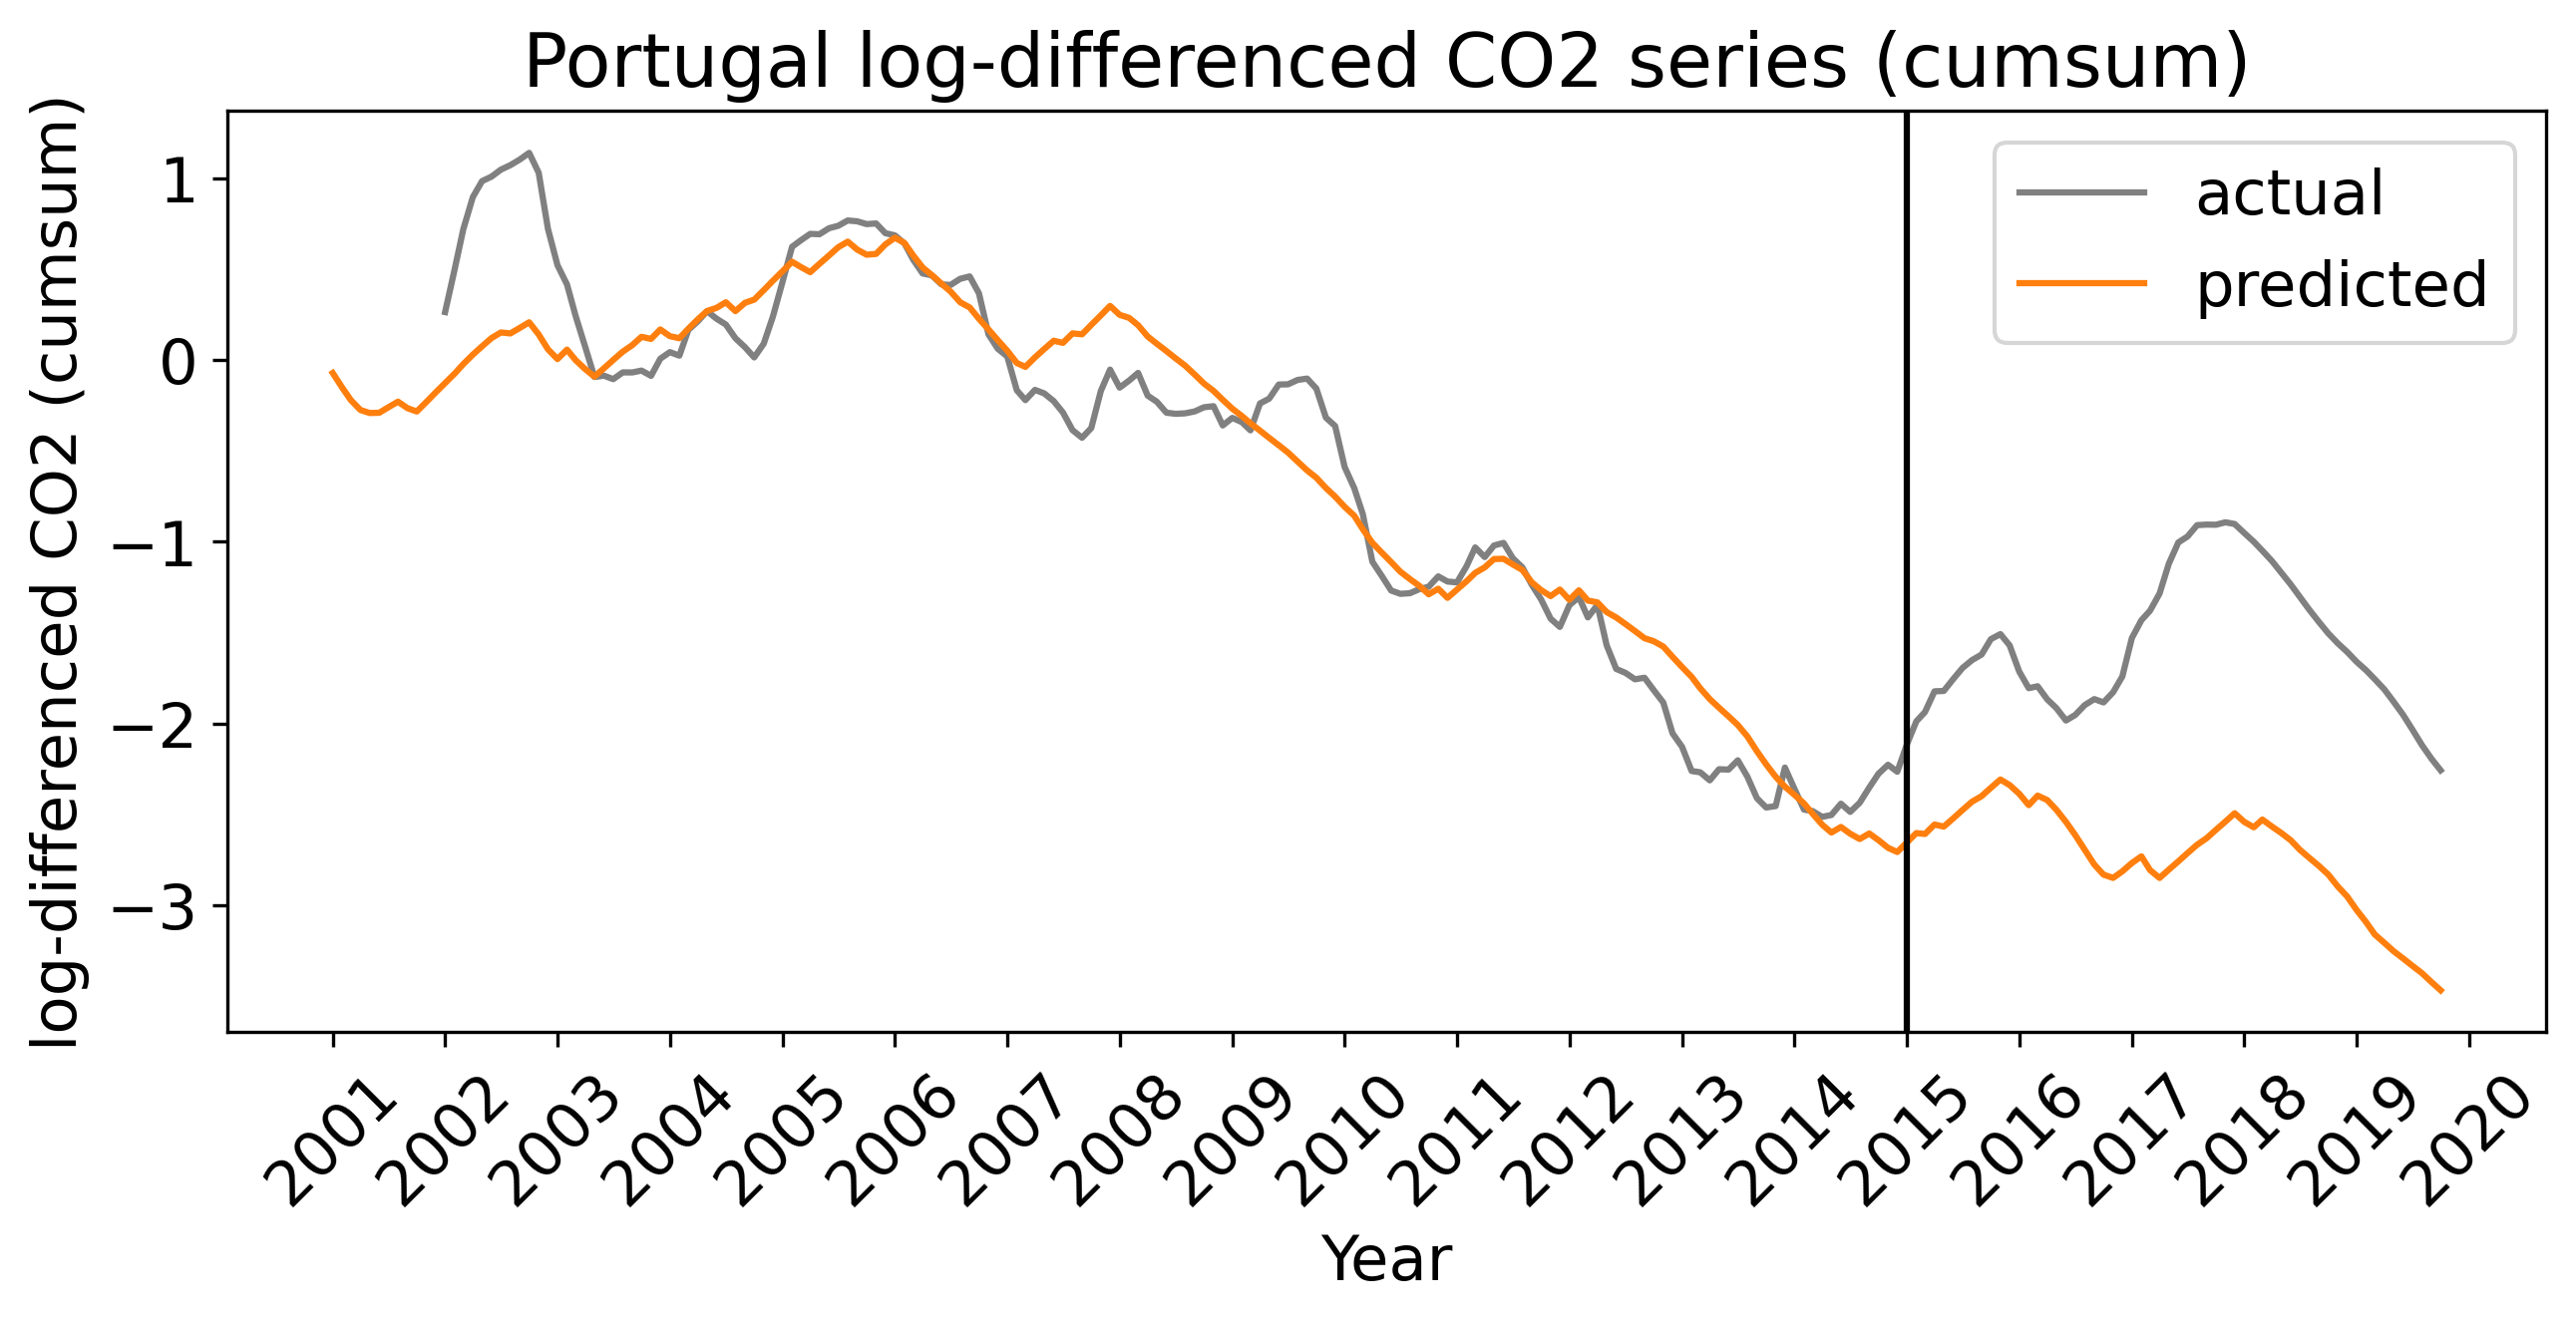 Portugal log-differenced CO2 series (cumsum)
log-differenced CO2 (cumsum)
1
0
−1
−2
−3
actual
predicted
2001 2002 2003 2004 2005 2006 2007 2008 2009 2010 2011 2012 2013 2014 2015 2016 2017 2018 2019 2020
Year